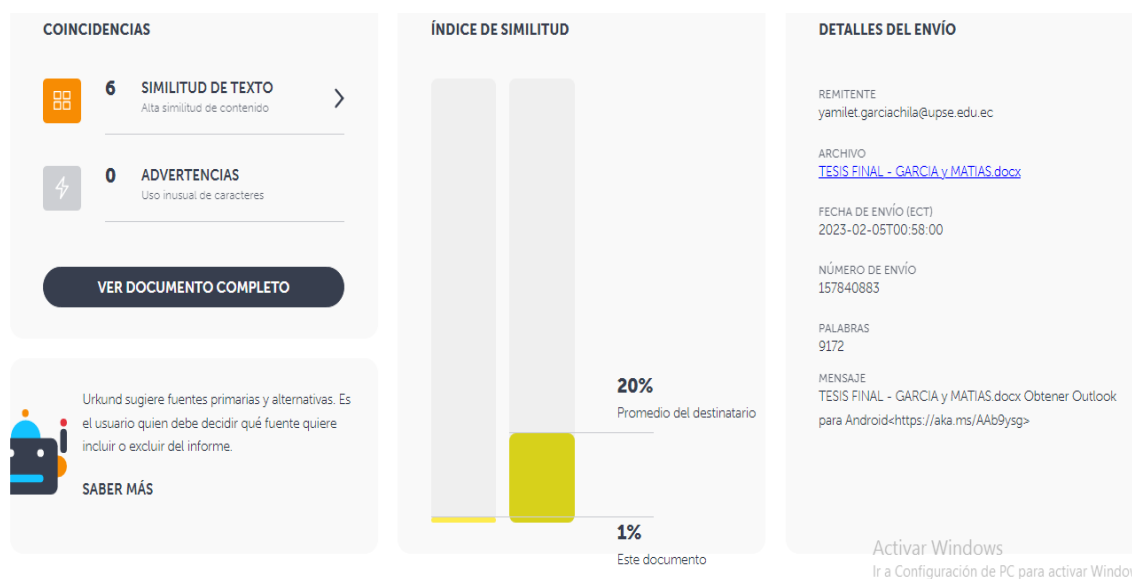 COINCIDENCIAS
6 SIMILITUD DE TEXTO
Alta similitud de contenido
0 ADVERTENCIAS
Uso inusual de caracteres
VER DOCUMENTO COMPLETO
Urkund sugiere fuentes primarias y alternativas. Es
el usuario quien debe decidir qué fuente quiere
incluir o excluir del informe.
SABER MÁS
ÍNDICE DE SIMILITUD
20%
Promedio del destinatario
1%
Este documento
DETALLES DEL ENVÍO
REMITENTE
yamilet.garciachila@upse.edu.ec
ARCHIVO
TESIS FINAL - GARCIA y MATIAS.docx
FECHA DE ENVÍO (ECT)
2023-02-05T00:58:00
NÚMERO DE ENVÍO
157840883
PALABRAS
9172
MENSAJE
TESIS FINAL - GARCIA y MATIAS.docx Obtener Outlook
para Android<https://aka.ms/AAb9ysg>
Activar Windows
Ir a Configuración de PC para activar Window